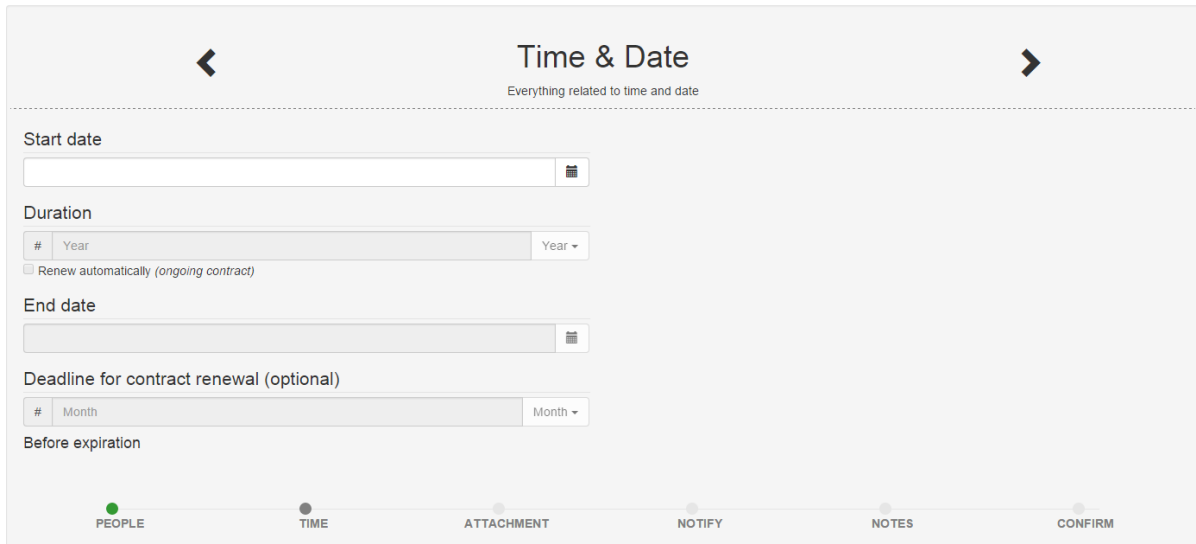 Time & Date
Everything related to time and date
Start date
Duration
# Year Year
Renew automatically (ongoing contract)
End date
Deadline for contract renewal (optional)
# Month Month
Before expiration
PEOPLE TIME ATTACHMENT NOTIFY NOTES CONFIRM